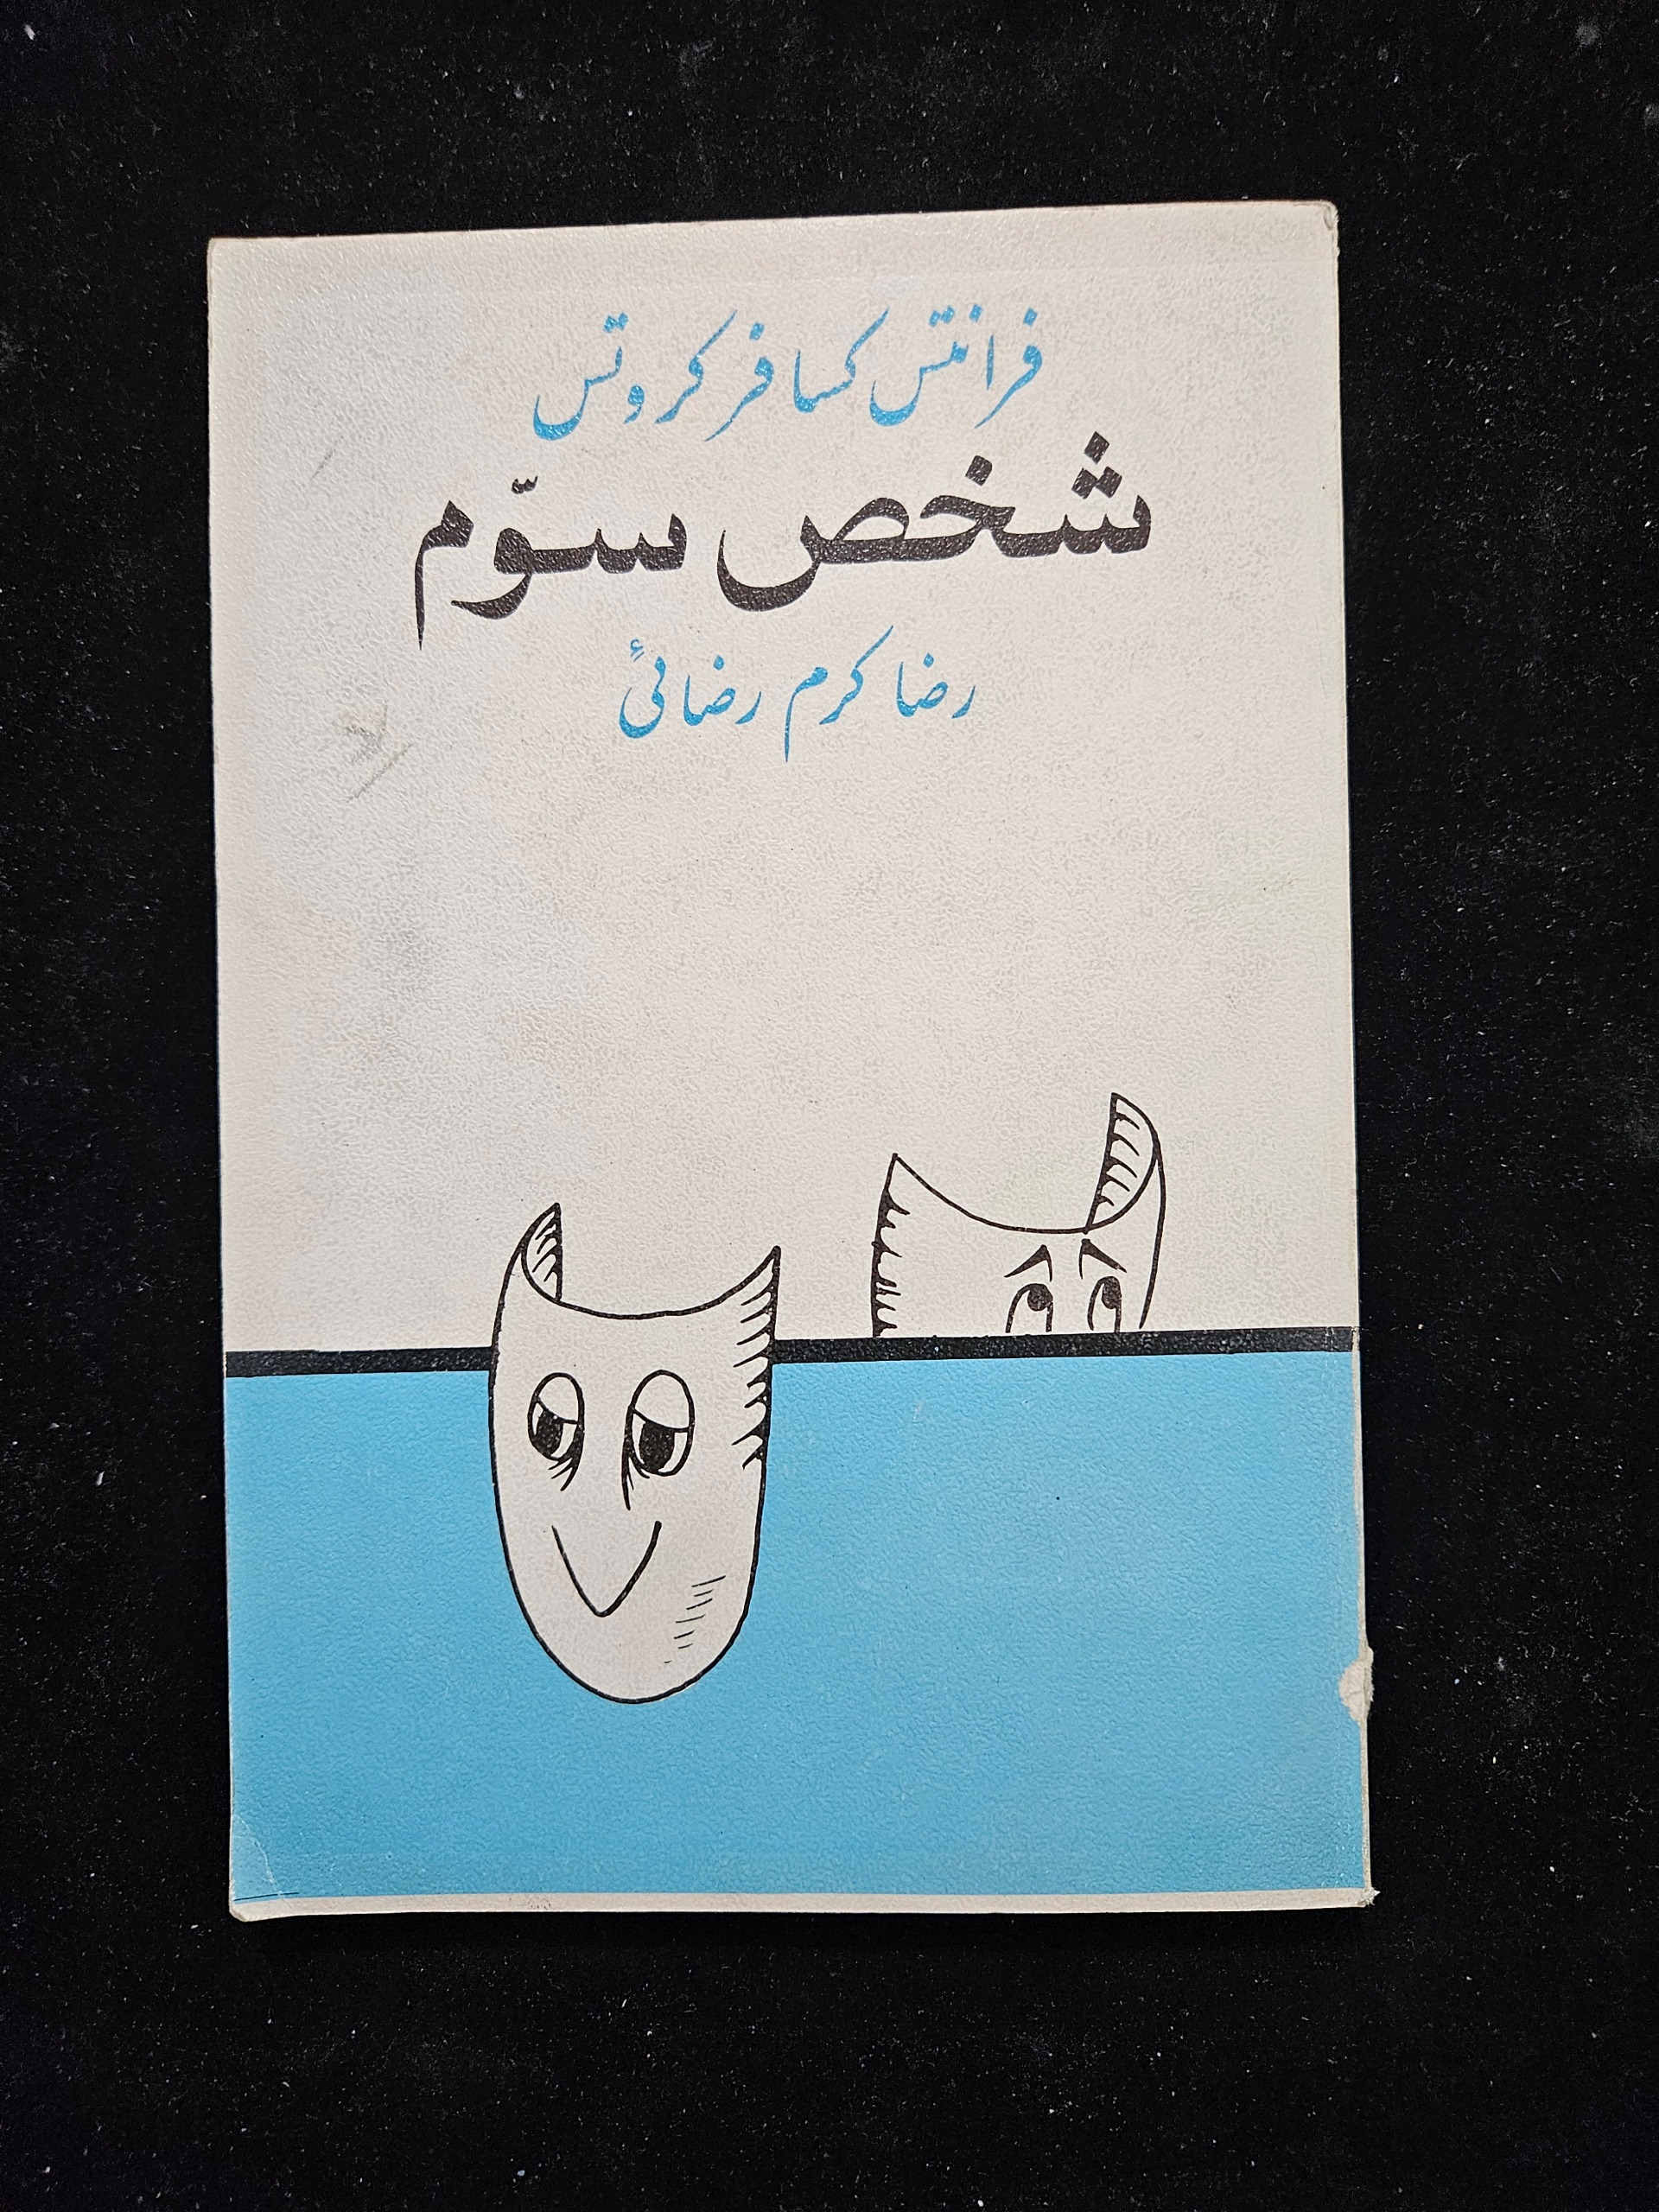 فرانتس کسافر کروتس
شخص سوّم
رضا کرم رضائی